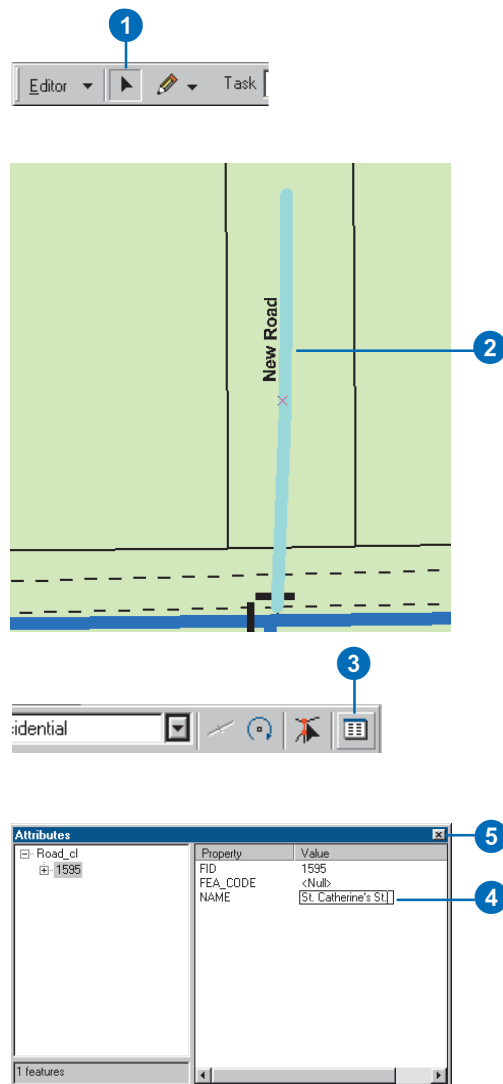 1
Editor Task
New Road
2
3
idential
Attributes
5
Road_cl
1595
Property Value
FID 1595
FEA_CODE <Null>
NAME St. Catherine's St.
4
1 features